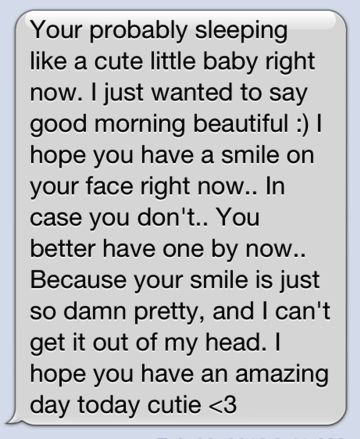 Your probably sleeping
like a cute little baby right
now. I just wanted to say
good morning beautiful :) I
hope you have a smile on
your face right now.. In
case you don't.. You
better have one by now..
Because your smile is just
so damn pretty, and I can't
get it out of my head. I
hope you have an amazing
day today cutie <3